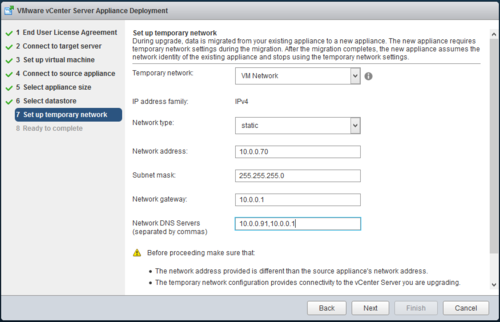 VMware vCenter Server Appliance Deployment
1 End User License Agreement
2 Connect to target server
3 Set up virtual machine
4 Connect to source appliance
5 Select appliance size
6 Select datastore
7 Set up temporary network
8 Ready to complete
Set up temporary network
During upgrade, data is migrated from your existing appliance to a new appliance. The new appliance requires
temporary network settings during the migration. After the migration completes, the new appliance assumes the
network identity of the existing appliance and stops using the temporary network settings.
Temporary network: VM Network
IP address family: IPv4
Network type: static
Network address: 10.0.0.70
Subnet mask: 255.255.255.0
Network gateway: 10.0.0.1
Network DNS Servers
(separated by commas) 10.0.0.91,10.0.0.1
Before proceeding make sure that:
• The network address provided is different than the source appliance's network address.
• The temporary network configuration provides connectivity to the vCenter Server you are upgrading.
Back Next Finish Cancel